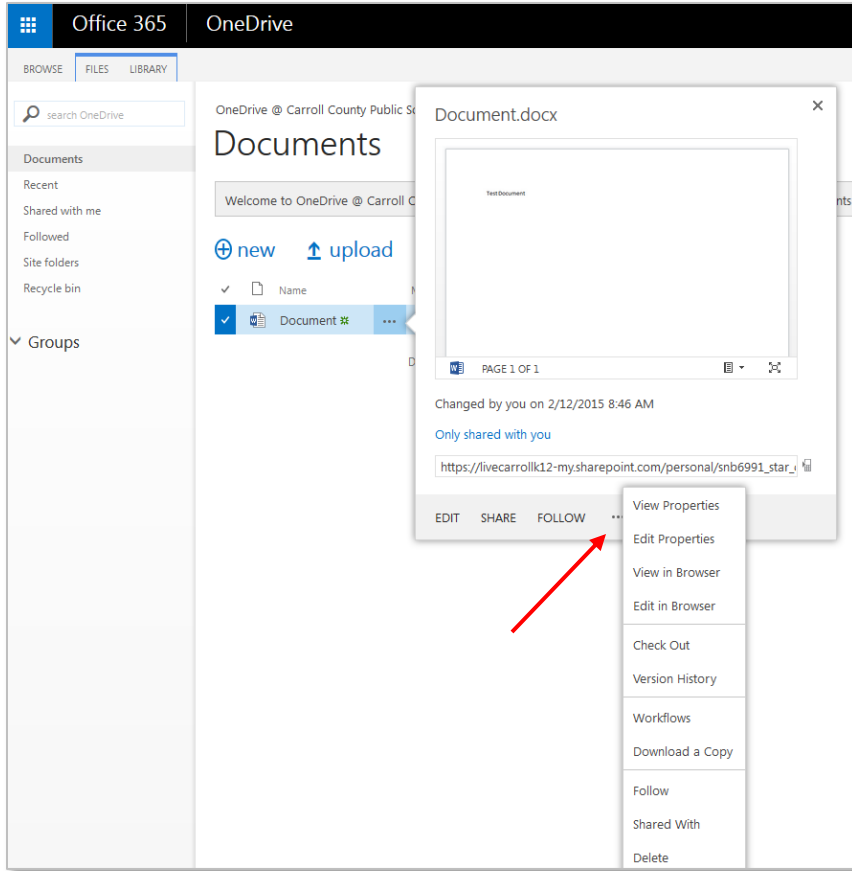 Office 365 OneDrive
BROWSE FILES LIBRARY
search OneDrive
Documents
Recent
Shared with me
Followed
Site folders
Recycle bin
Groups
OneDrive @ Carroll County Public
Documents
Welcome to OneDrive @ Carroll
new upload
Name
Document ...
Document.docx
Test Document
PAGE 1 OF 1
Changed by you on 2/12/2015 8:46 AM
Only shared with you
https://livecarrollk12-my.sharepoint.com/personal/snb6991_star_
EDIT SHARE FOLLOW ...
View Properties
Edit Properties
View in Browser
Edit in Browser
Check Out
Version History
Workflows
Download a Copy
Follow
Shared With
Delete